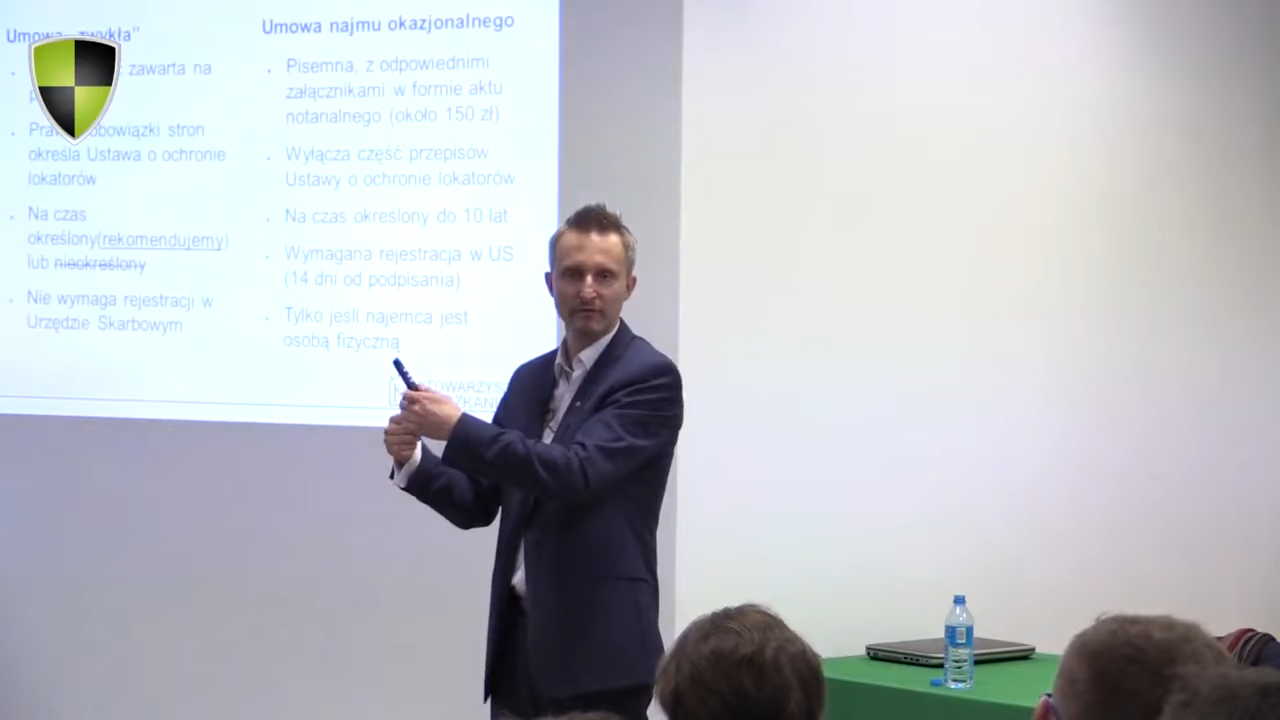 Umowa „zwykła"
zawarta na
obowiązki stron
określa Ustawa o ochronie
lokatorów
Na czas
określony(rekomendujemy)
lub nieokreślony
Nie wymaga rejestracji w
Urzędzie Skarbowym
Umowa najmu okazjonalnego
Pisemna, z odpowiednimi
załącznikami w formie aktu
notarialnego (około 150 zł)
Wyłącza część przepisów
Ustawy o ochronie lokatorów
Na czas określony do 10 lat
Wymagana rejestracja w US
(14 dni od podpisania)
Tylko jeśli najemca jest
osobą fizyczną